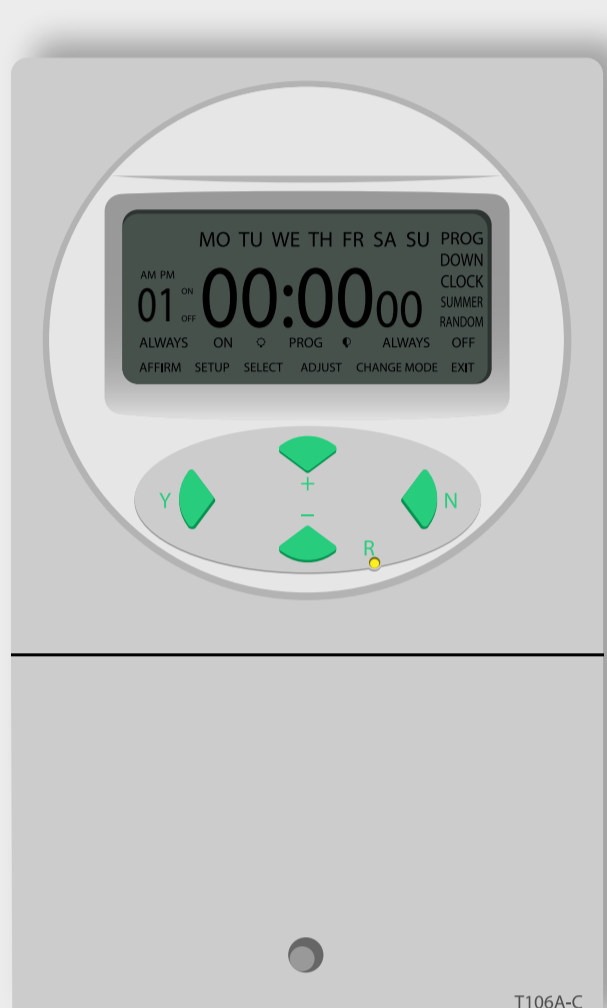 MO TU WE TH FR SA SU PROG
DOWN
AM PM
CLOCK
01 ON OFF 00:00 00
SUMMER
RANDOM
ALWAYS ON PROG ALWAYS OFF
AFFIRM SETUP SELECT ADJUST CHANGE MODE EXIT
Y + N
−
R
T106A-C